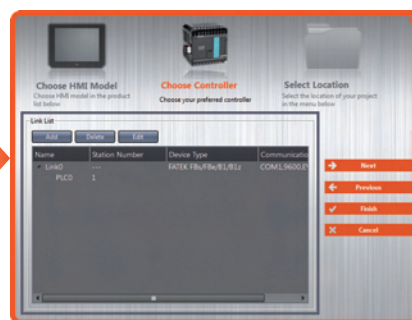 Choose HMI Model
Choose HMI model in the product
list below
Choose Controller
Choose your preferred controller
Select Location
Select the location of your project
in the menu below
Link List
Add
Delete
Edit
Name
Station Number
Device Type
Communicatio
Link0
---
FATEK FBs/FBe/B1/B1z
COM1,9600,E
PLC0
1
Next
Previous
Finish
Cancel